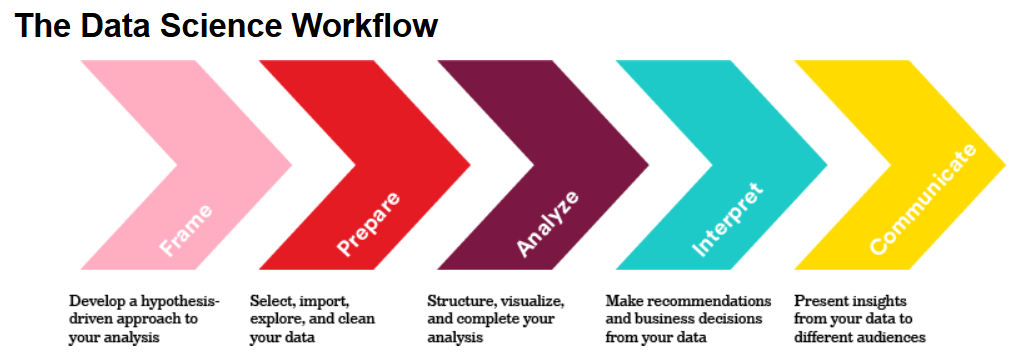 The Data Science Workflow
Frame
Prepare
Analyze
Interpret
Communicate
Develop a hypothesis-
driven approach to
your analysis
Select, import,
explore, and clean
your data
Structure, visualize,
and complete your
analysis
Make recommendations
and business decisions
from your data
Present insights
from your data to
different audiences